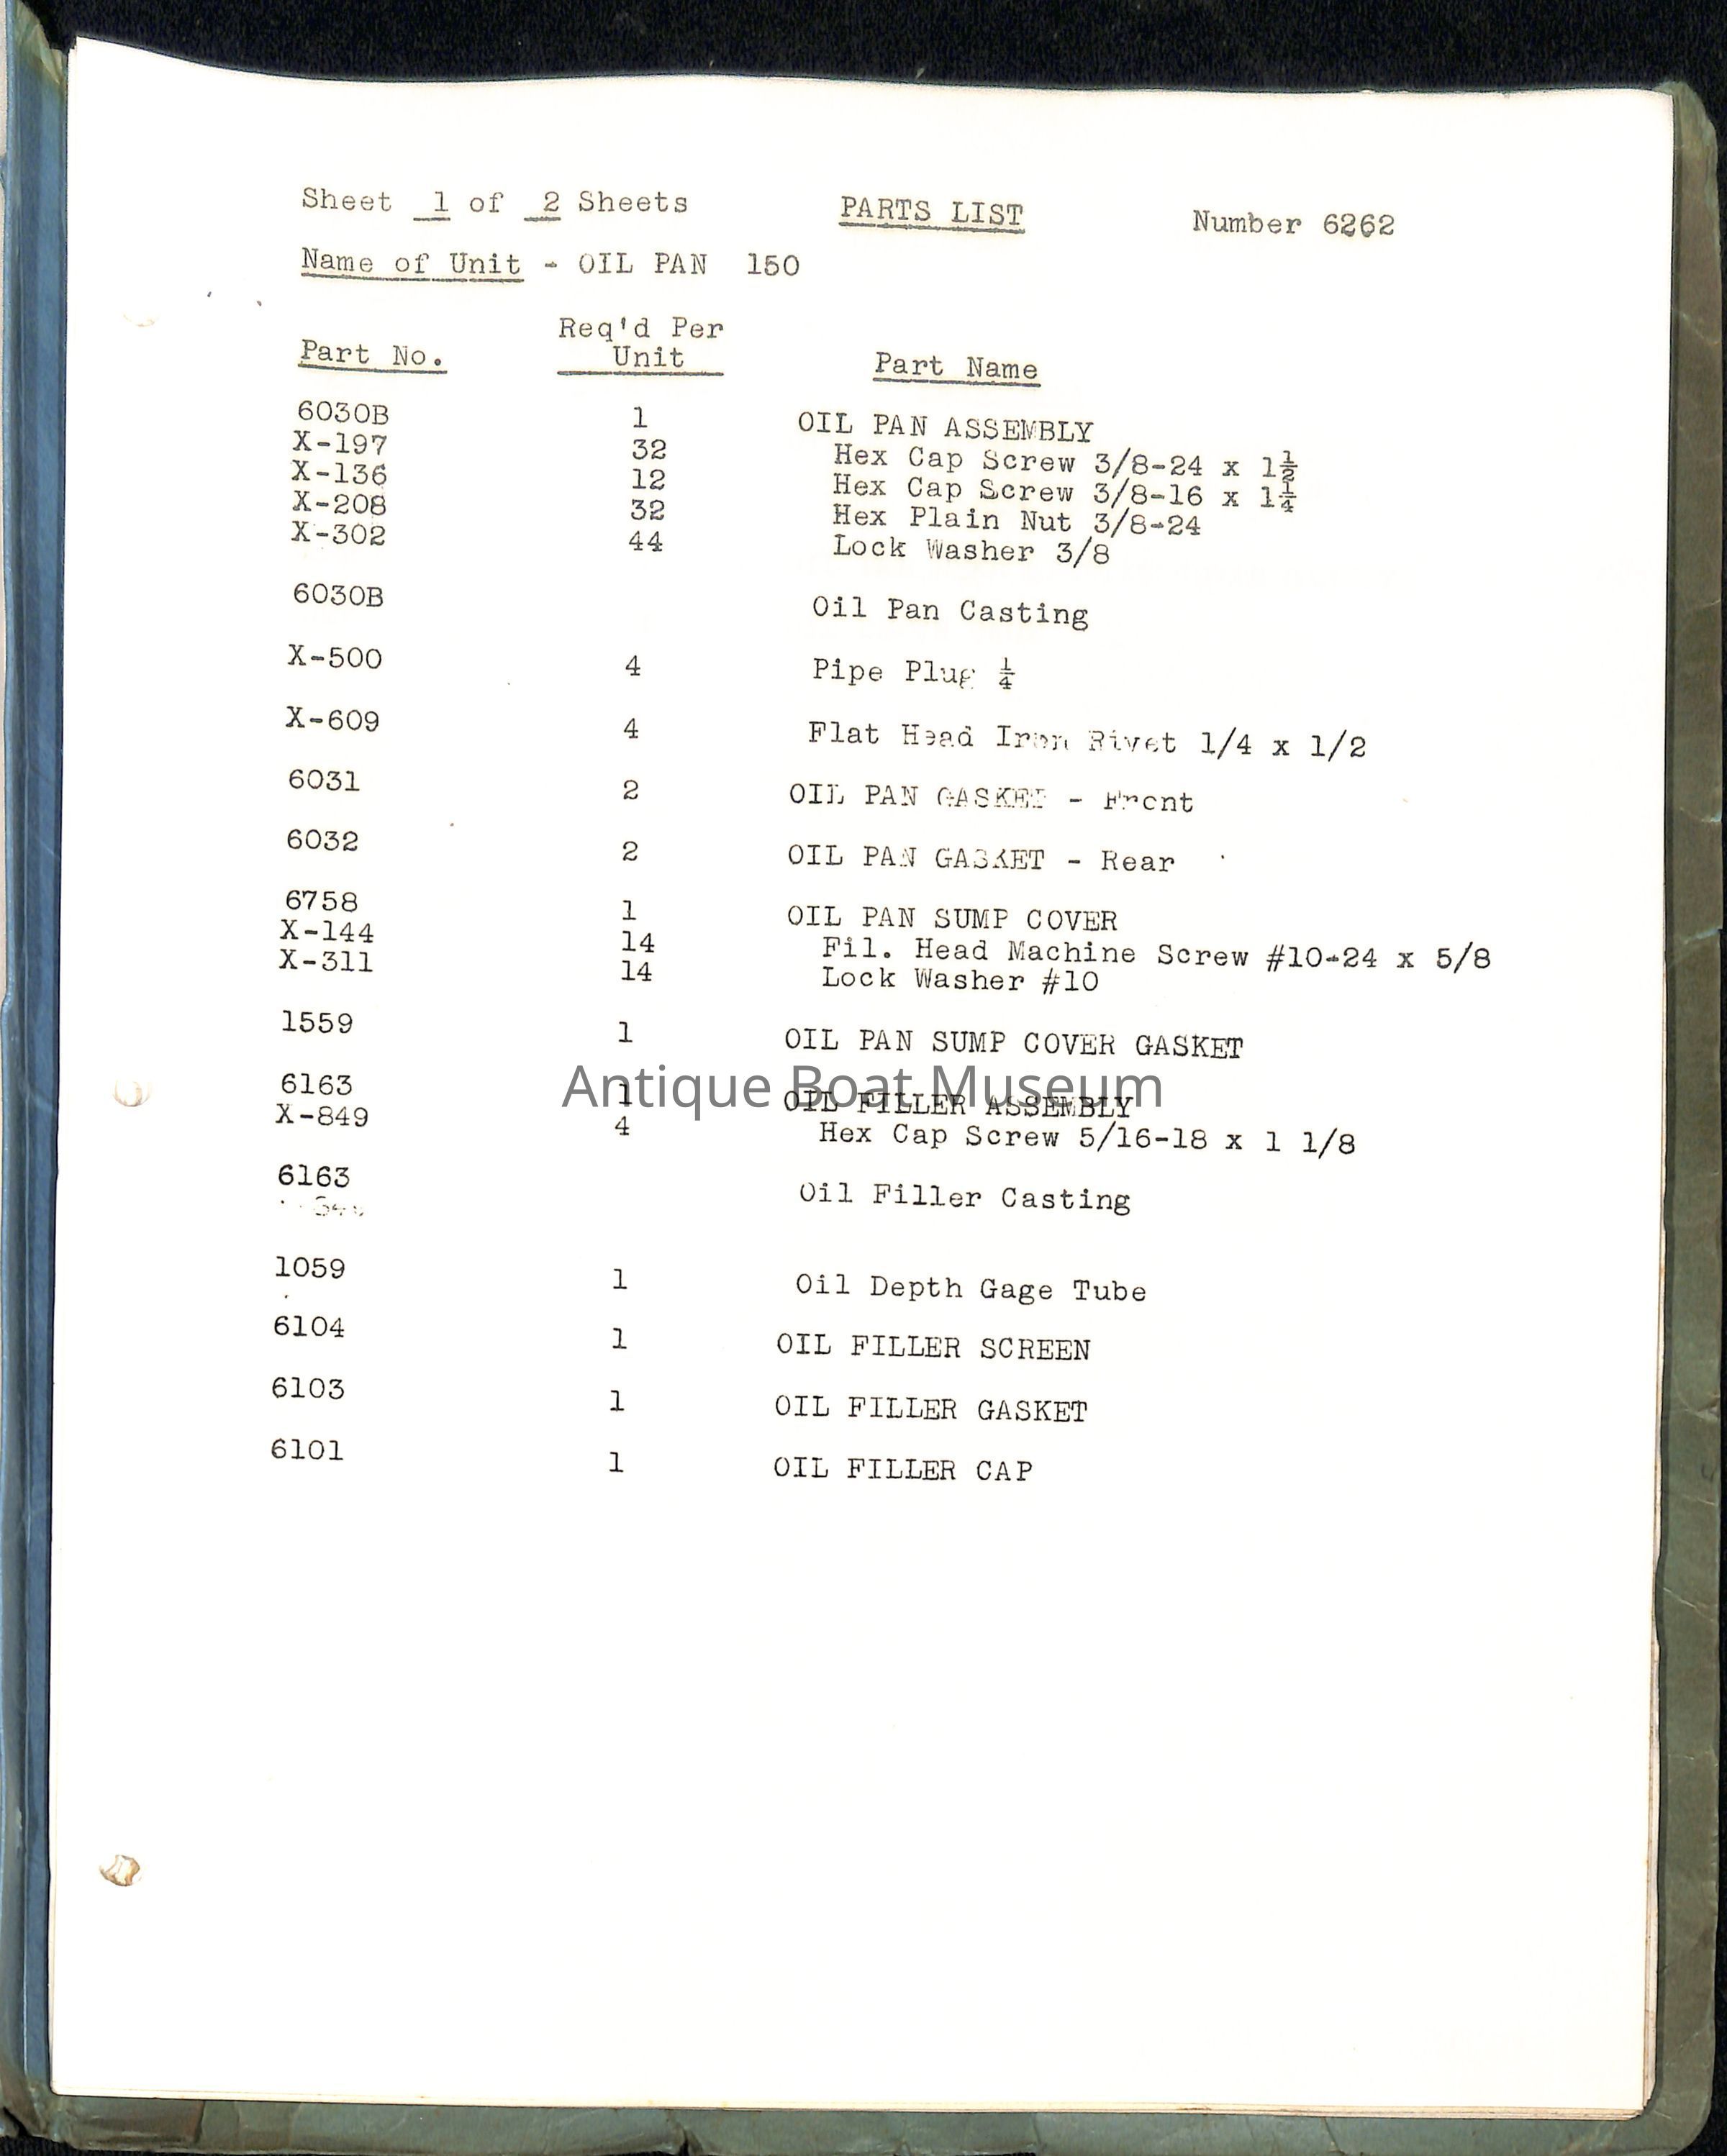 Sheet 1 of 2 Sheets PARTS LIST Number 6262
Name of Unit - OIL PAN 150
Part No. Req'd Per Unit Part Name
6030B 1 OIL PAN ASSEMBLY
X-197 32 Hex Cap Screw 3/8-24 x 1½
X-136 12 Hex Cap Screw 3/8-16 x 1¼
X-208 32 Hex Plain Nut 3/8-24
X-302 44 Lock Washer 3/8
6030B Oil Pan Casting
X-500 4 Pipe Plug ¼
X-609 4 Flat Head Iron Rivet 1/4 x 1/2
6031 2 OIL PAN GASKET - Front
6032 2 OIL PAN GASKET - Rear
6758 1 OIL PAN SUMP COVER
X-144 14 Fil. Head Machine Screw #10-24 x 5/8
X-311 14 Lock Washer #10
1559 1 OIL PAN SUMP COVER GASKET
Antique Boat Museum
6163 1 OIL FILLER ASSEMBLY
X-849 4 Hex Cap Screw 5/16-18 x 1 1/8
6163 Oil Filler Casting
1059 1 Oil Depth Gage Tube
6104 1 OIL FILLER SCREEN
6103 1 OIL FILLER GASKET
6101 1 OIL FILLER CAP